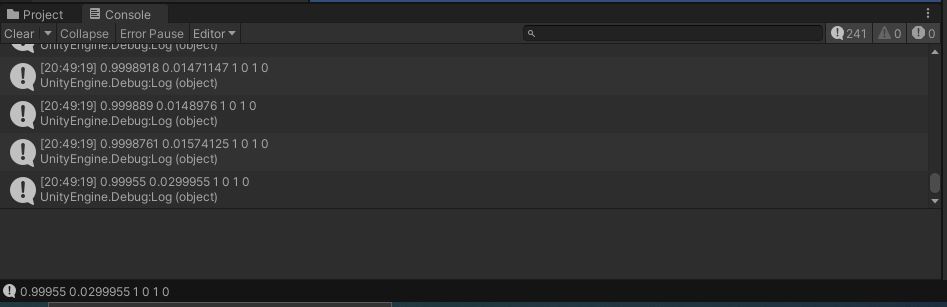 Project Console
Clear Collapse Error Pause Editor 241 0 0
UnityEngine.Debug:Log (object)
[20:49:19] 0.9998918 0.01471147 1 0 1 0
UnityEngine.Debug:Log (object)
[20:49:19] 0.999889 0.0148976 1 0 1 0
UnityEngine.Debug:Log (object)
[20:49:19] 0.9998761 0.01574125 1 0 1 0
UnityEngine.Debug:Log (object)
[20:49:19] 0.99955 0.0299955 1 0 1 0
UnityEngine.Debug:Log (object)
0.99955 0.0299955 1 0 1 0